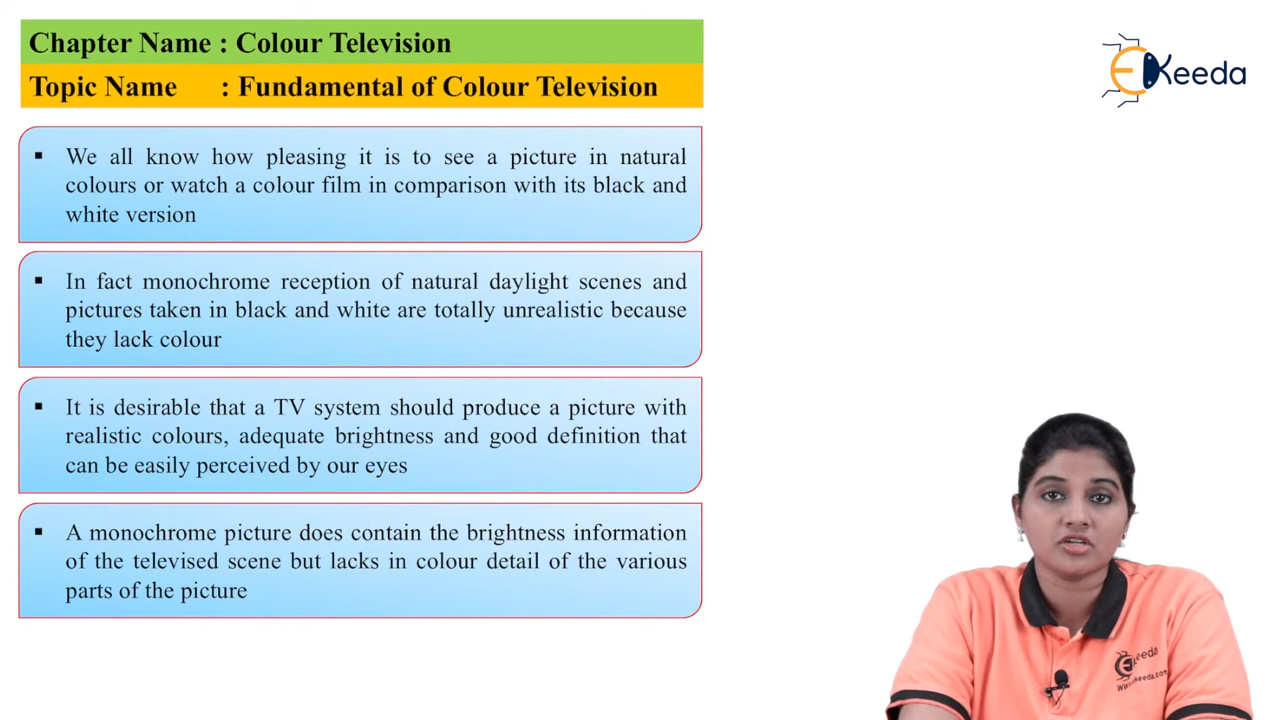 Chapter Name : Colour Television
Topic Name : Fundamental of Colour Television
EKeeda
▪ We all know how pleasing it is to see a picture in natural
colours or watch a colour film in comparison with its black and
white version
▪ In fact monochrome reception of natural daylight scenes and
pictures taken in black and white are totally unrealistic because
they lack colour
▪ It is desirable that a TV system should produce a picture with
realistic colours, adequate brightness and good definition that
can be easily perceived by our eyes
▪ A monochrome picture does contain the brightness information
of the televised scene but lacks in colour detail of the various
parts of the picture
Ekeeda
www.ekeeda.com